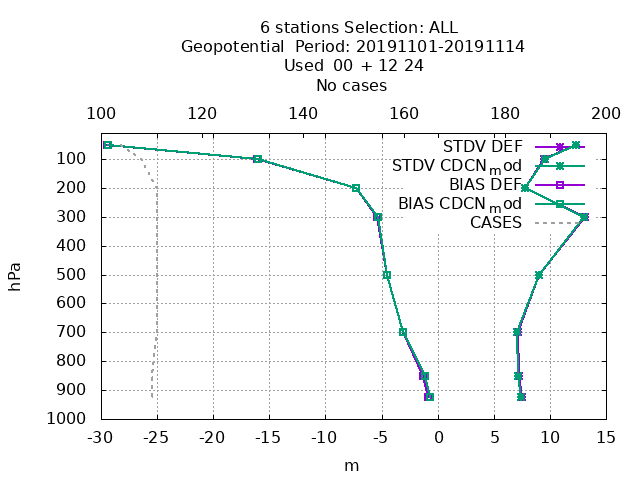 6 stations Selection: ALL
Geopotential  Period: 20191101-20191114
Used  00 + 12 24
No cases
100 120 140 160 180 200
STDV DEF
STDV CDCN_mod
BIAS DEF
BIAS CDCN_mod
CASES
hPa
100
200
300
400
500
600
700
800
900
1000
-30 -25 -20 -15 -10 -5 0 5 10 15
m